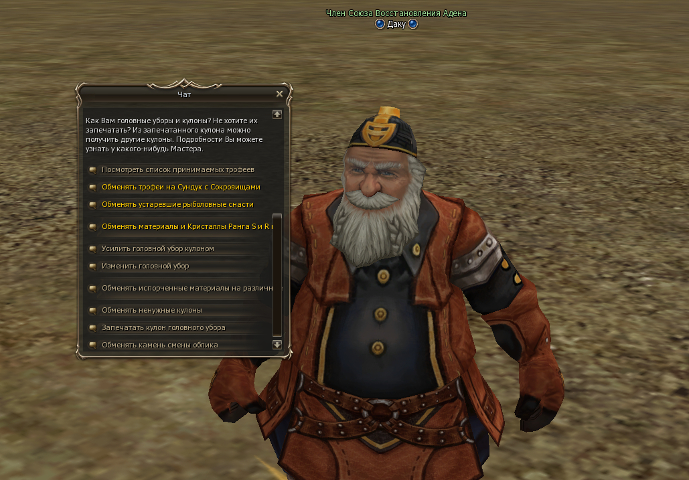 Член Союза Восстановления Адена
Даку
Чат
Как Вам головные уборы и кулоны? Не хотите их
запечатать? Из запечатанного кулона можно
получить другие кулоны. Подробности Вы можете
узнать у какого-нибудь Мастера.
Посмотреть список принимаемых трофеев
Обменять трофеи на Сундук с Сокровищами
Обменять устаревшие рыболовные снасти
Обменять материалы и Кристаллы Ранга S и R
Усилить головной убор кулоном
Изменить головной убор
Обменять испорченные материалы на различн
Обменять ненужные кулоны
Запечатать кулон головного убора
Обменять камень смены облика